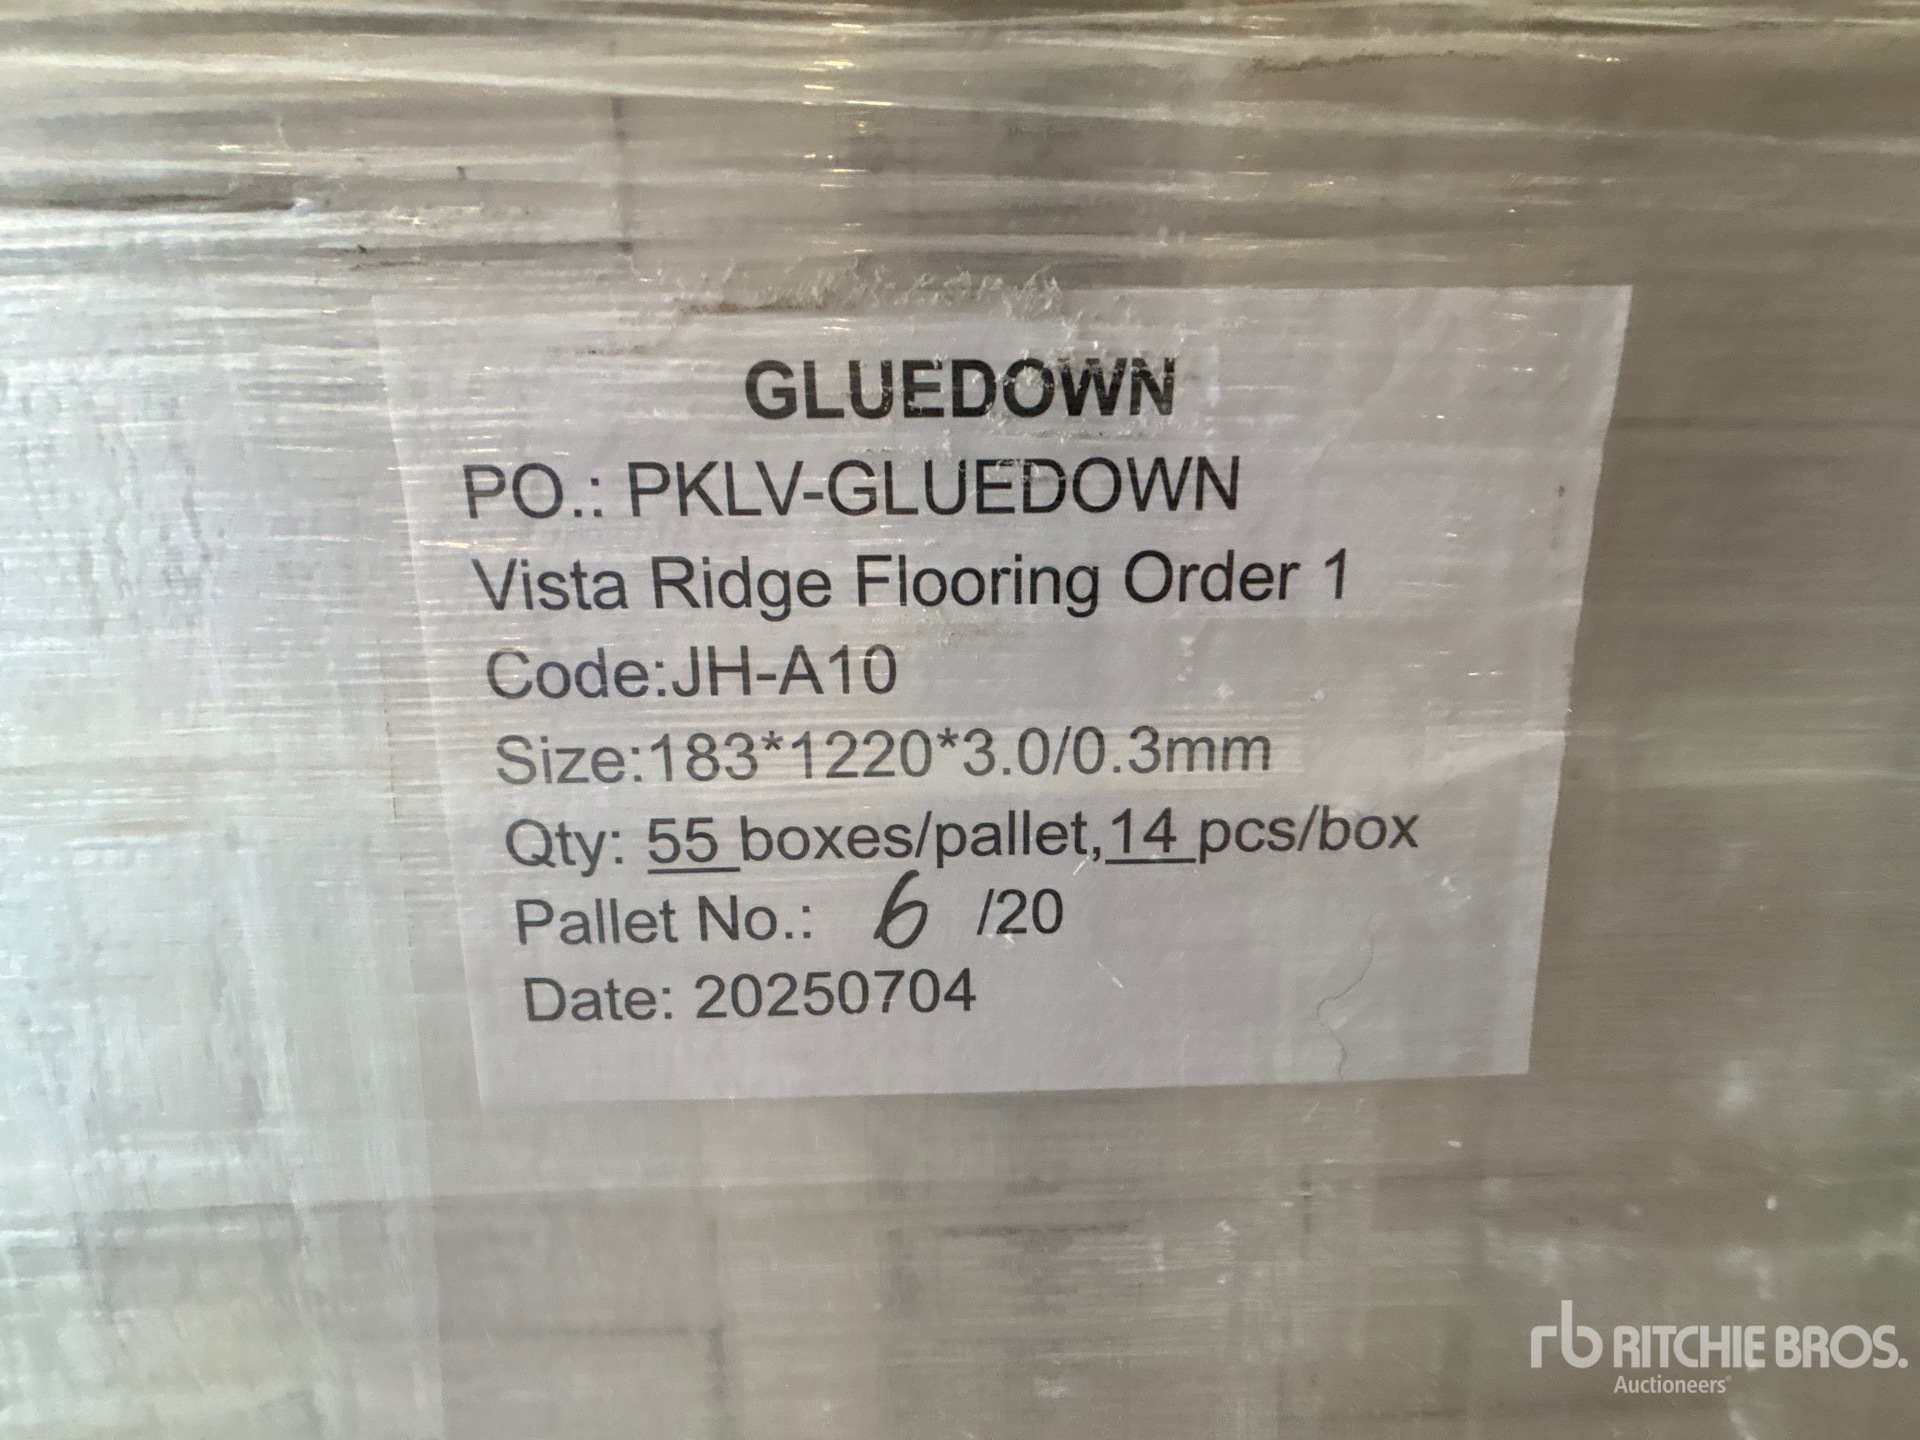 GLUEDOWN
PO.: PKLV-GLUEDOWN
Vista Ridge Flooring Order 1
Code:JH-A10
Size:183*1220*3.0/0.3mm
Qty: 55 boxes/pallet,14 pcs/box
Pallet No.: 6 /20
Date: 20250704
rb RITCHIE BROS.
Auctioneers